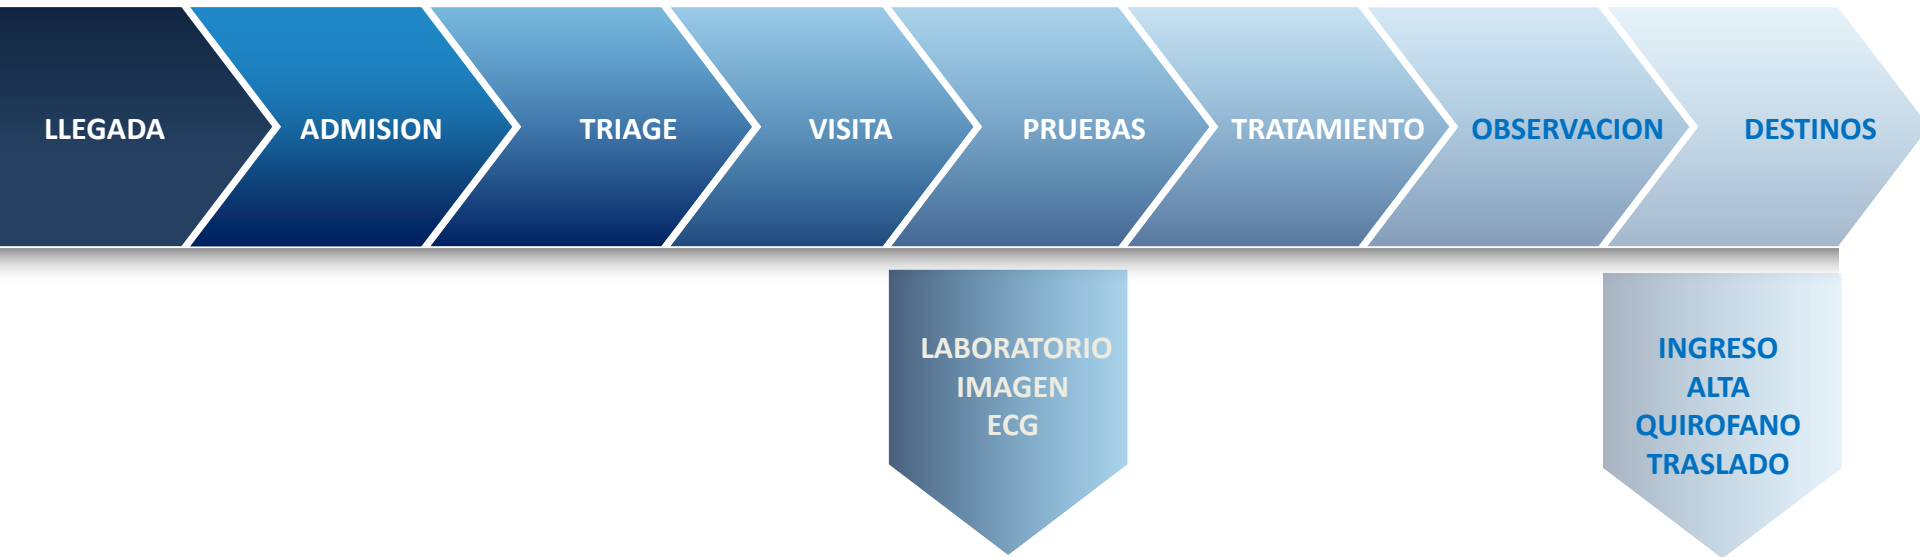 LLEGADA
ADMISION
TRIAGE
VISITA
PRUEBAS
TRATAMIENTO
OBSERVACION
DESTINOS
LABORATORIO
IMAGEN
ECG
INGRESO
ALTA
QUIROFANO
TRASLADO